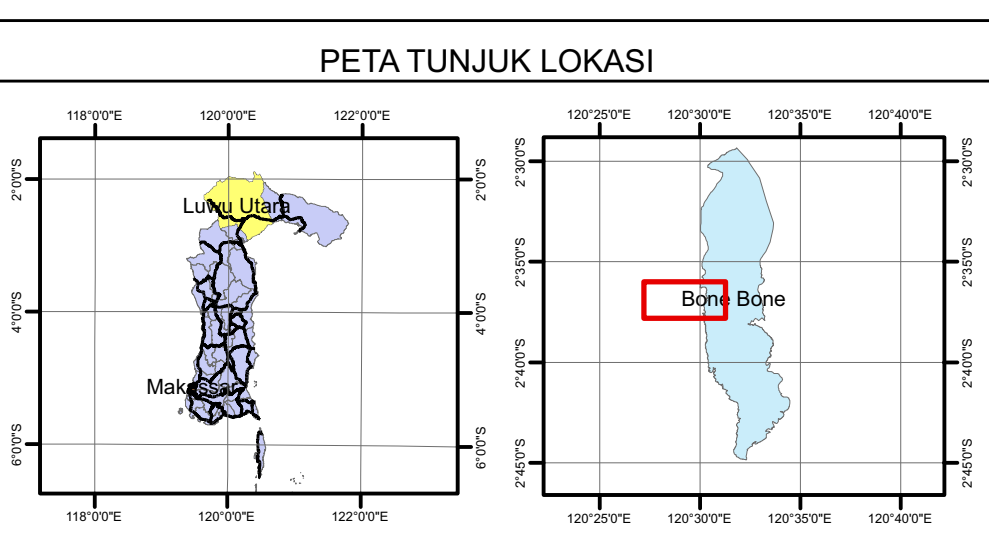 PETA TUNJUK LOKASI
118°0'0"E 120°0'0"E 122°0'0"E
2°0'0"S 2°0'0"S
Luwu Utara
4°0'0"S 4°0'0"S
Makassar
6°0'0"S 6°0'0"S
118°0'0"E 120°0'0"E 122°0'0"E
120°25'0"E 120°30'0"E 120°35'0"E 120°40'0"E
2°30'0"S 2°30'0"S
2°35'0"S 2°35'0"S
Bone Bone
2°40'0"S 2°40'0"S
2°45'0"S 2°45'0"S
120°25'0"E 120°30'0"E 120°35'0"E 120°40'0"E